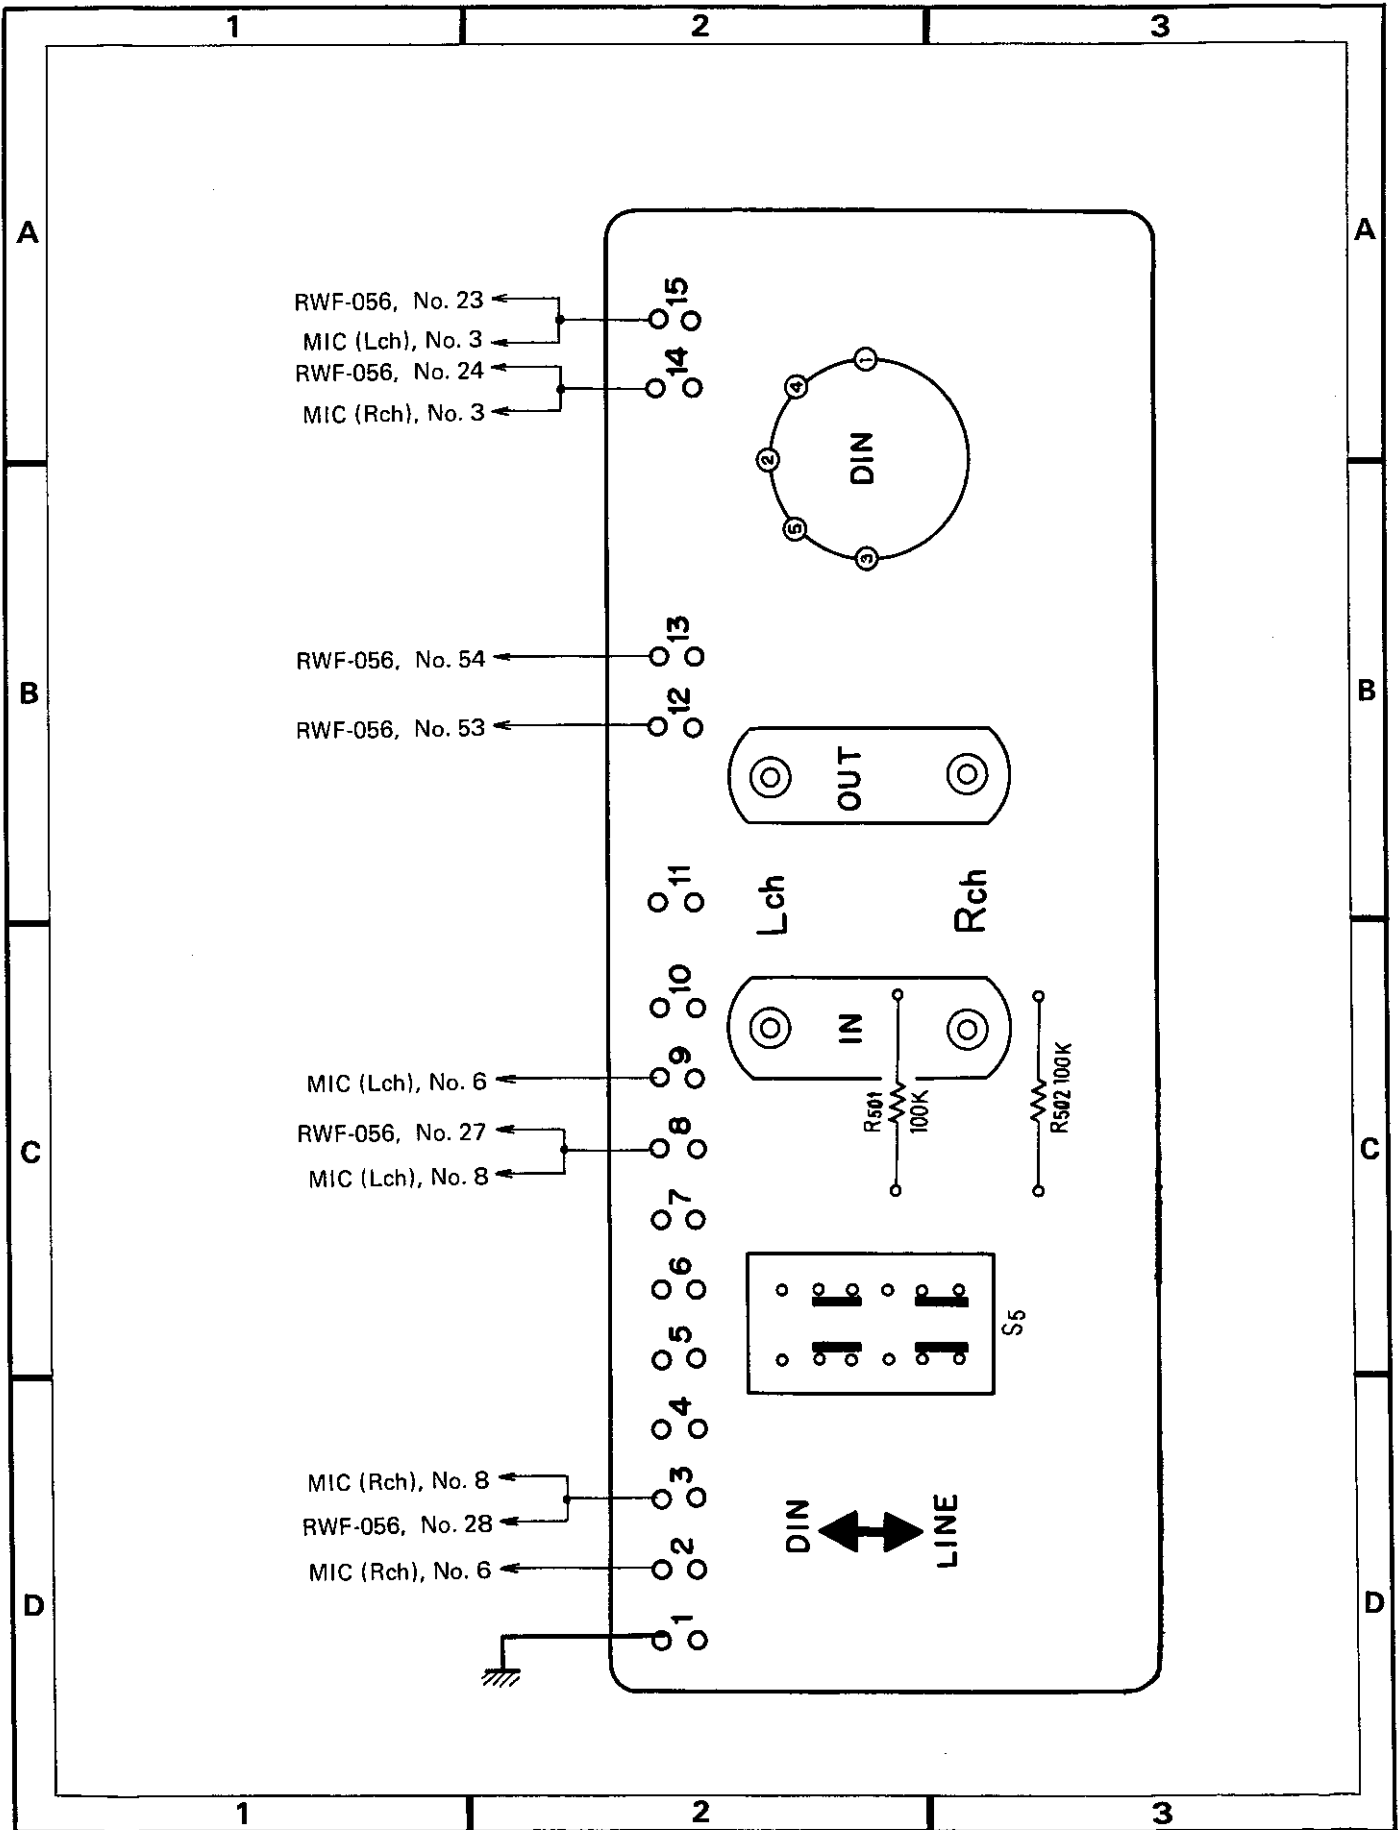 1 2 3
A A
RWF-056, No. 23
MIC (Lch), No. 3
15
RWF-056, No. 24
MIC (Rch), No. 3
14
1
4
2
5
3
DIN
B B
RWF-056, No. 54
13
RWF-056, No. 53
12
OUT
11
Lch
Rch
10
IN
MIC (Lch), No. 6
9
R501
100K
R502 100K
C C
RWF-056, No. 27
MIC (Lch), No. 8
8
7
6
5
S5
4
MIC (Rch), No. 8
RWF-056, No. 28
3
DIN
LINE
MIC (Rch), No. 6
2
D D
1
1 2 3